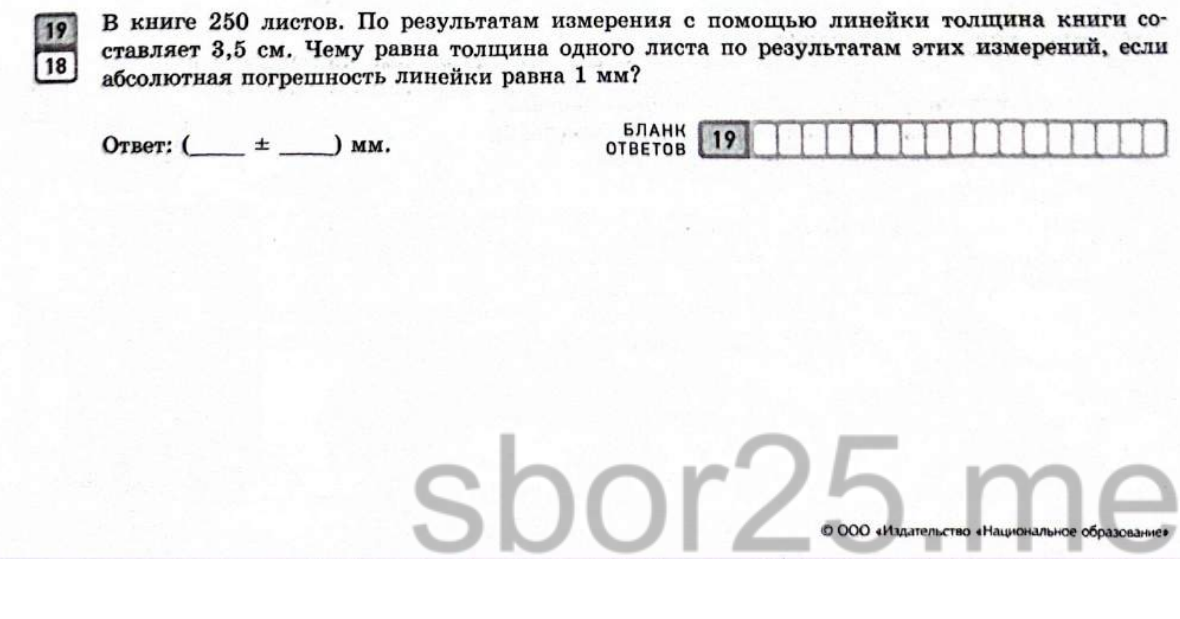 19
18
В книге 250 листов. По результатам измерения с помощью линейки толщина книги со-
ставляет 3,5 см. Чему равна толщина одного листа по результатам этих измерений, если
абсолютная погрешность линейки равна 1 мм?
Ответ: (_____ ± _____) мм.
БЛАНК
ОТВЕТОВ
19
sbor25.me
© ООО «Издательство «Национальное образование»